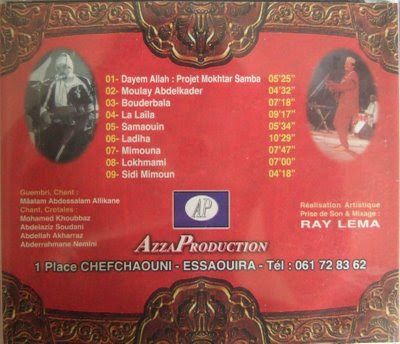 01- Dayem Allah : Projet Mokhtar Samba 05'25"
02- Moulay Abdelkader 04'32"
03- Bouderbala 07'18"
04- La Laïla 09'17"
05- Samaouin 05'34"
06- Ladiha 10'29"
07- Mimouna 07'47"
08- Lokhmami 07'00"
09- Sidi Mimoun 04'18"
Guembri, Chant :
Mâalam Abdessalam Allikane
Chant, Crotales :
Mohamed Khoubbaz
Abdelaziz Soudani
Abdellah Akharraz
Abderrahmane Nemini
Réalisation Artistique
Prise de Son & Mixage :
RAY LEMA
AP
AZZAPRODUCTION
1 Place CHEFCHAOUNI - ESSAOUIRA - Tél : 061 72 83 62